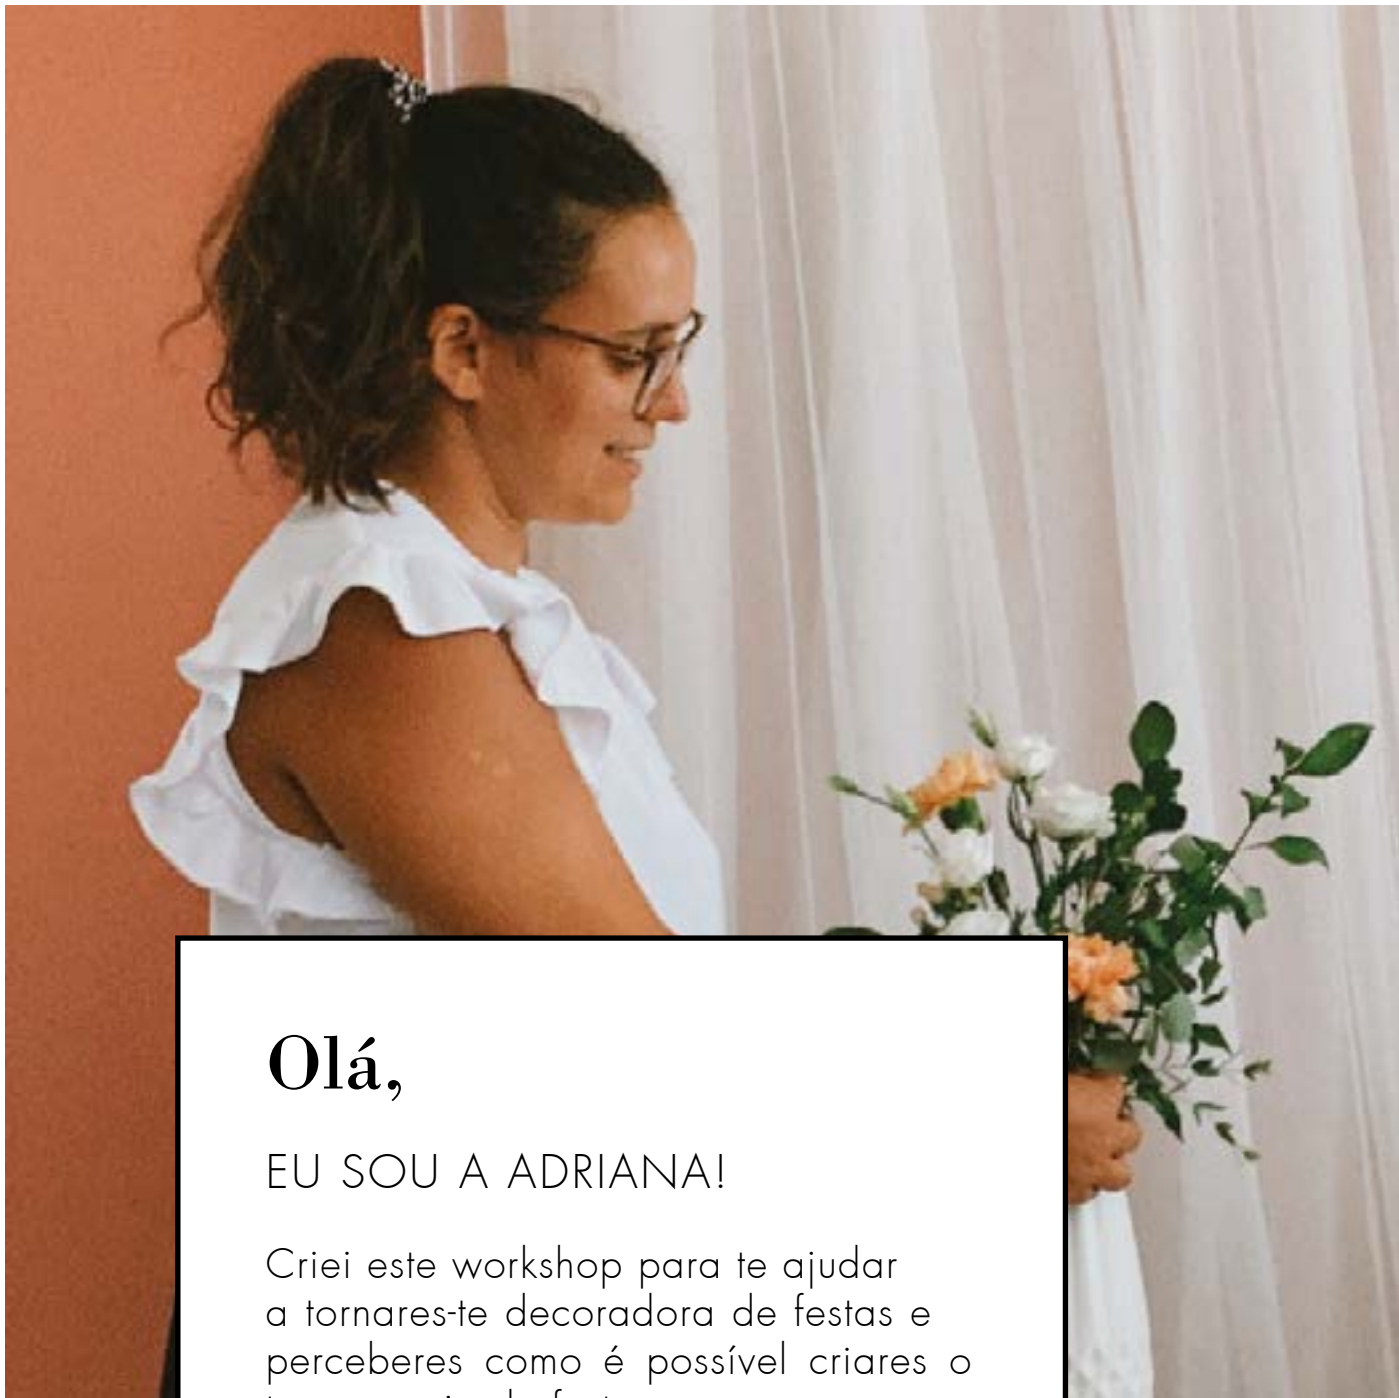 Olá,
EU SOU A ADRIANA!
Criei este workshop para te ajudar
a tornares-te decoradora de festas e
perceberes como é possível criares o